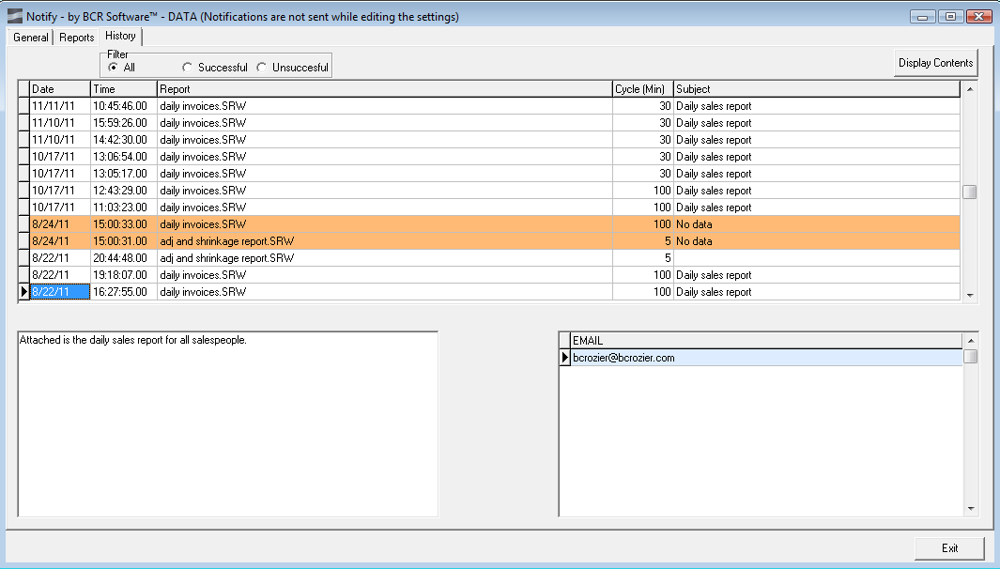 Notify - by BCR Software™ - DATA (Notifications are not sent while editing the settings)
General Reports History
Filter
All Successful Unsuccesful
Display Contents
Date Time Report Cycle (Min) Subject
11/11/11 10:45:46.00 daily invoices.SRW 30 Daily sales report
11/10/11 15:59:26.00 daily invoices.SRW 30 Daily sales report
11/10/11 14:42:30.00 daily invoices.SRW 30 Daily sales report
10/17/11 13:06:54.00 daily invoices.SRW 30 Daily sales report
10/17/11 13:05:17.00 daily invoices.SRW 30 Daily sales report
10/17/11 12:43:29.00 daily invoices.SRW 100 Daily sales report
10/17/11 11:03:23.00 daily invoices.SRW 100 Daily sales report
8/24/11 15:00:33.00 daily invoices.SRW 100 No data
8/24/11 15:00:31.00 adj and shrinkage report.SRW 5 No data
8/22/11 20:44:48.00 adj and shrinkage report.SRW 5
8/22/11 19:18:07.00 daily invoices.SRW 100 Daily sales report
8/22/11 16:27:55.00 daily invoices.SRW 100 Daily sales report
Attached is the daily sales report for all salespeople.
EMAIL
bcrozier@bcrozier.com
Exit